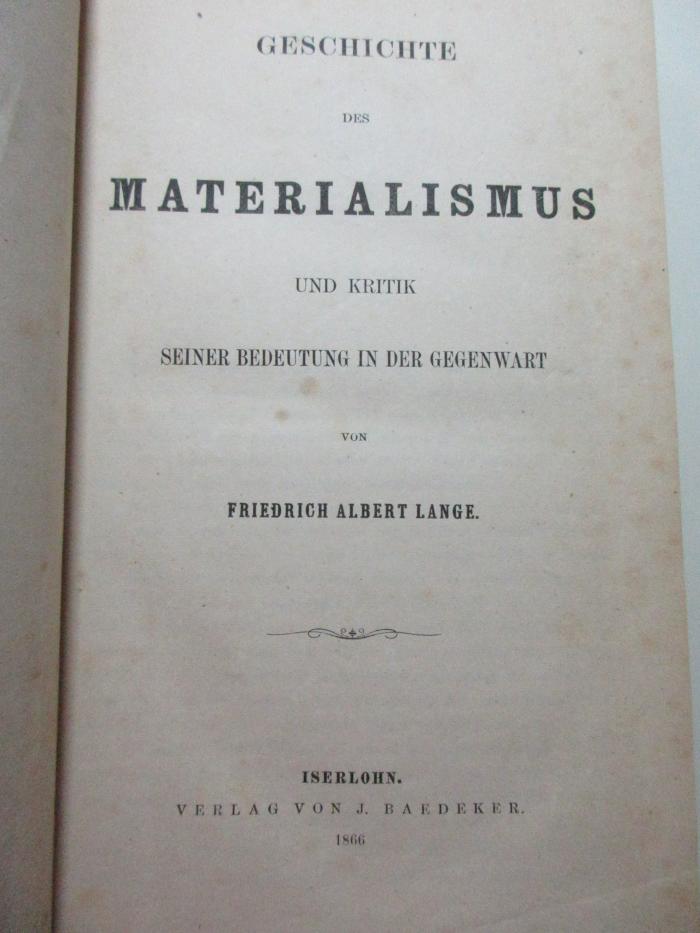 GESCHICHTE
DES
MATERIALISMUS
UND KRITIK
SEINER BEDEUTUNG IN DER GEGENWART
VON
FRIEDRICH ALBERT LANGE.
ISERLOHN.
VERLAG VON J. BAEDEKER.
1866